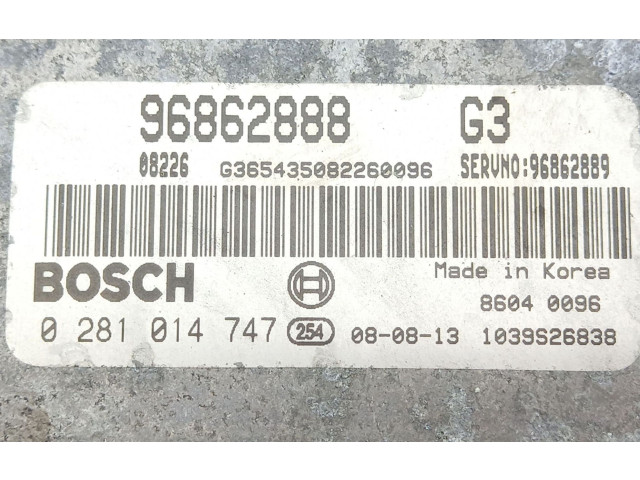 96862888 G3
08226 G365435082260096 SERVNO:96862889
BOSCH
Made in Korea
8604 0096
0 281 014 747 254 08-08-13 1039S26838